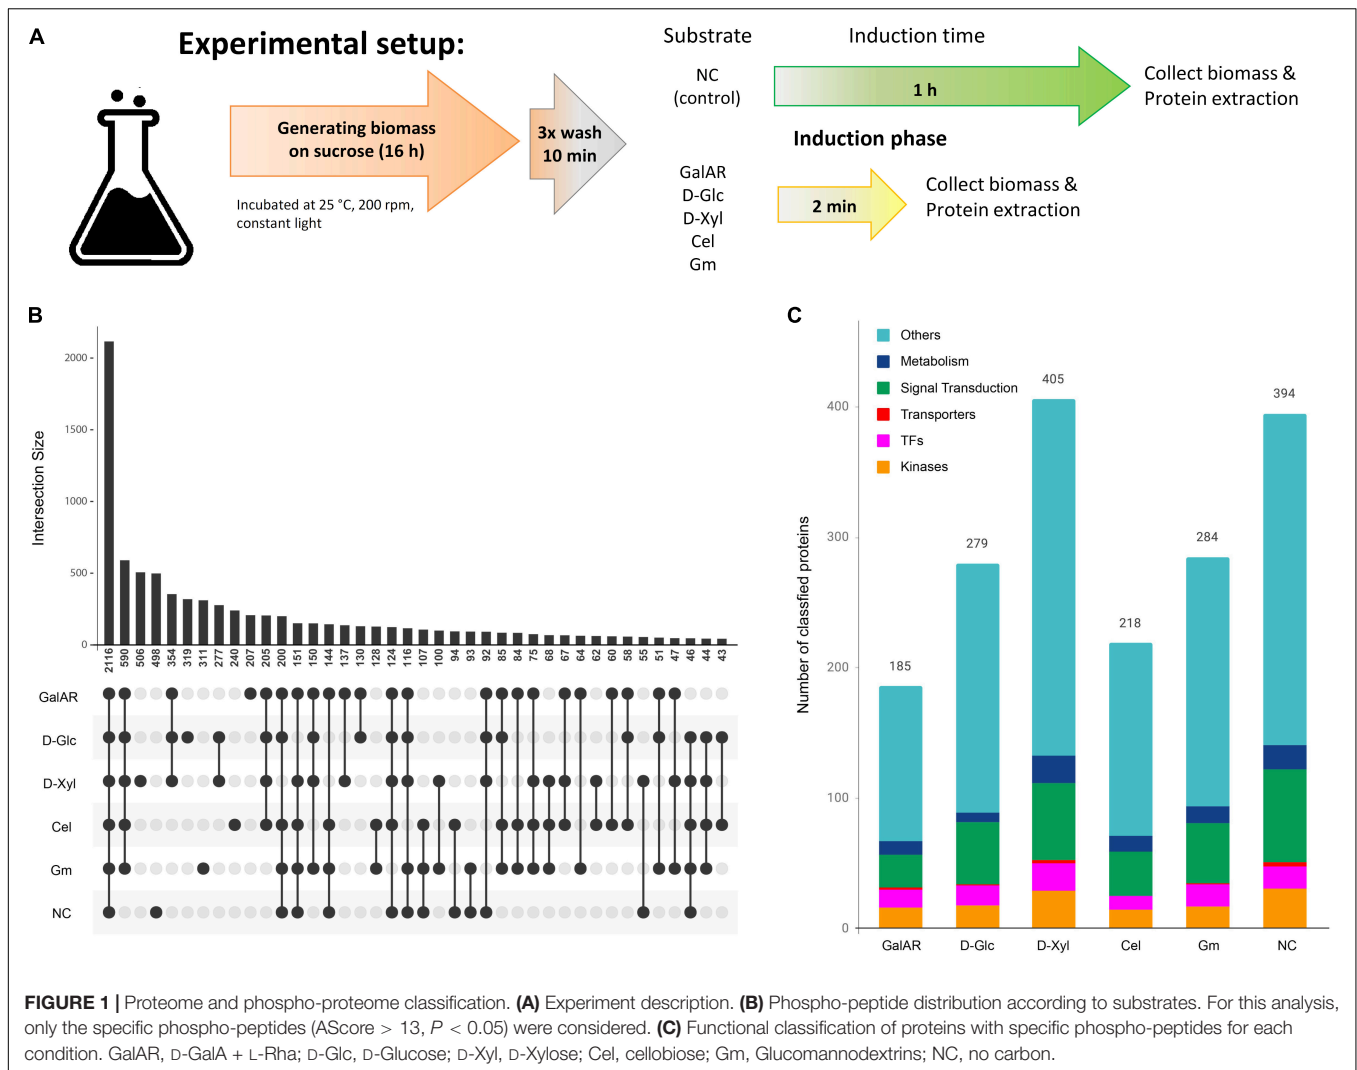 A
Experimental setup:
Generating biomass
on sucrose (16 h)
Incubated at 25 °C, 200 rpm,
constant light
3x wash
10 min
Substrate
Induction time
NC
(control)
1 h
Collect biomass &
Protein extraction
Induction phase
GalAR
D-Glc
D-Xyl
Cel
Gm
2 min
Collect biomass &
Protein extraction
B
Intersection Size
2000
1500
1000
500
0
2116 590 506 498 354 319 311 277 240 207 205 200 151 150 144 137 130 128 124 116 107 100 94 93 92 85 84 75 68 67 64 62 60 58 55 51 47 46 44 43
GalAR
D-Glc
D-Xyl
Cel
Gm
NC
C
Number of classfied proteins
400
300
200
100
0
Others
Metabolism
Signal Transduction
Transporters
TFs
Kinases
185
279
405
218
284
394
GalAR D-Glc D-Xyl Cel Gm NC
FIGURE 1 | Proteome and phospho-proteome classification. (A) Experiment description. (B) Phospho-peptide distribution according to substrates. For this analysis,
only the specific phospho-peptides (AScore > 13, P < 0.05) were considered. (C) Functional classification of proteins with specific phospho-peptides for each
condition. GalAR, D-GalA + L-Rha; D-Glc, D-Glucose; D-Xyl, D-Xylose; Cel, cellobiose; Gm, Glucomannodextrins; NC, no carbon.